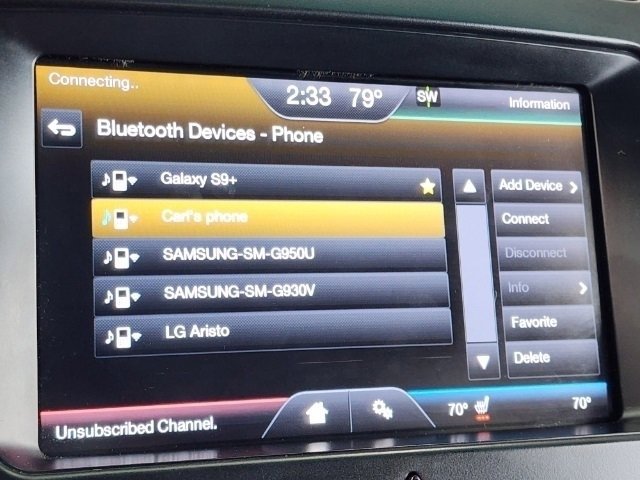 Connecting..
2:33 79° SW
Information
Bluetooth Devices - Phone
Galaxy S9+
Carl's phone
SAMSUNG-SM-G950U
SAMSUNG-SM-G930V
LG Aristo
Add Device
Connect
Disconnect
Info
Favorite
Delete
Unsubscribed Channel.
70°
70°